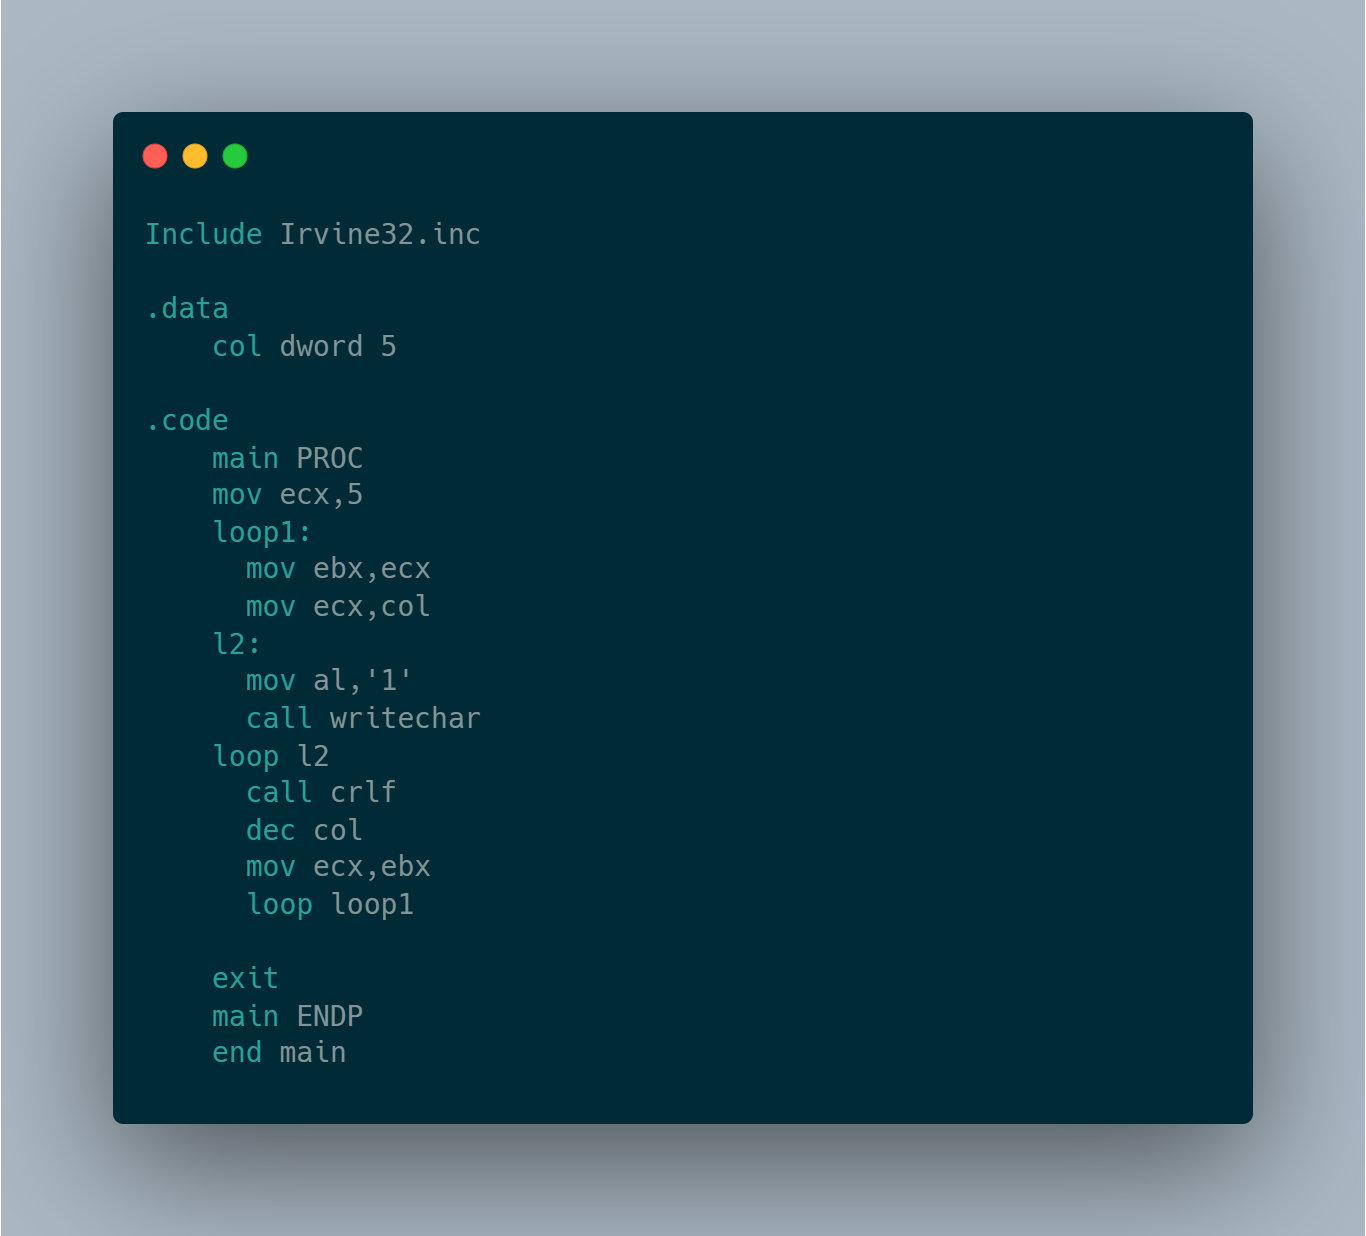 Include Irvine32.inc
.data
col dword 5
.code
main PROC
mov ecx,5
loop1:
mov ebx,ecx
mov ecx,col
l2:
mov al,'1'
call writechar
loop l2
call crlf
dec col
mov ecx,ebx
loop loop1
exit
main ENDP
end main